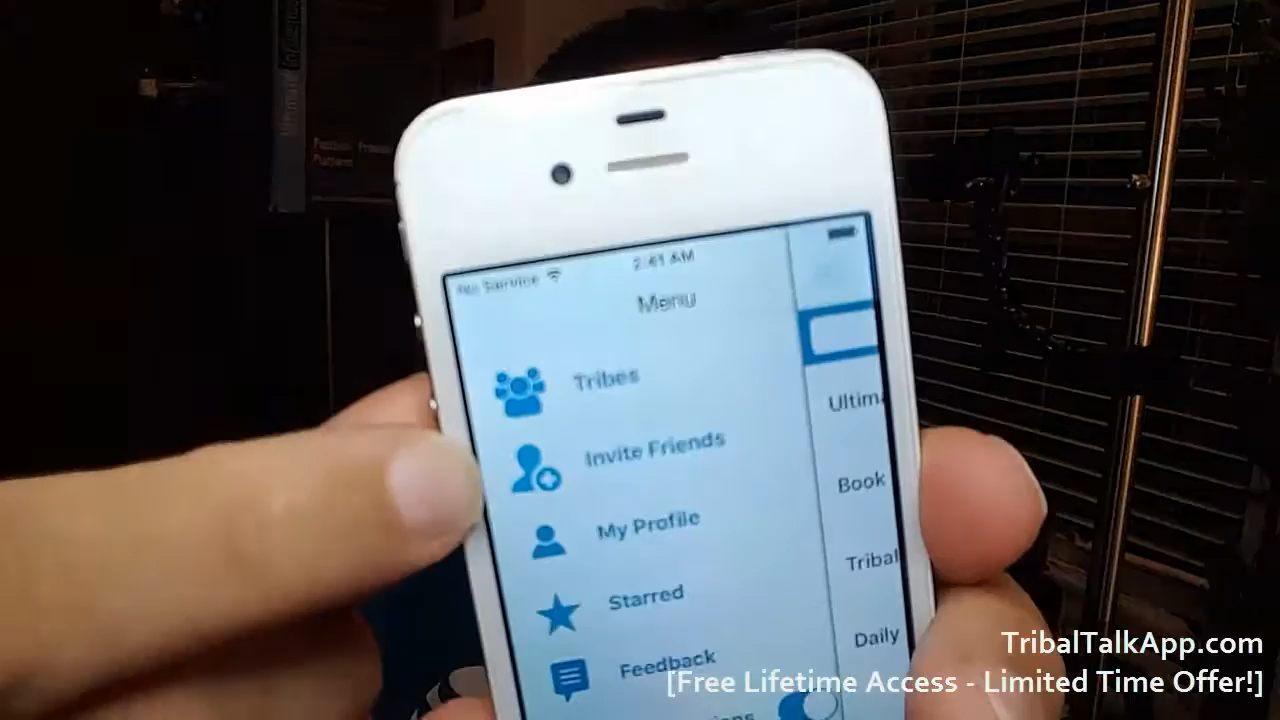 No Service
2:41 AM
Menu
Tribes
Invite Friends
My Profile
Starred
Feedback
Ultim
Book
Tribal
Daily
TribalTalkApp.com
[Free Lifetime Access - Limited Time Offer!]